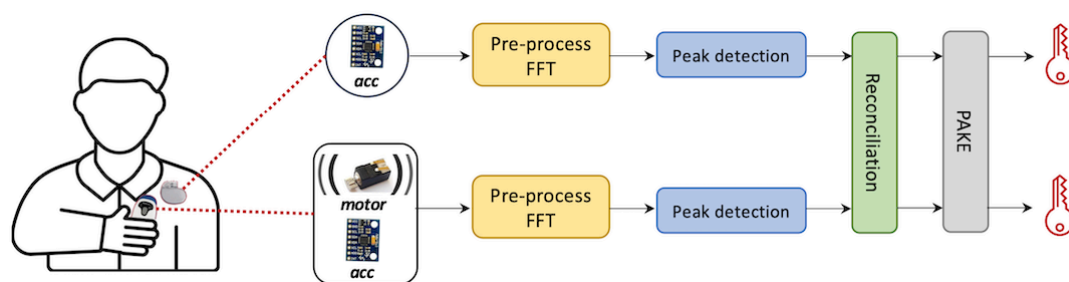 acc
Pre-process
FFT
Peak detection
Reconciliation
PAKE
motor
acc
Pre-process
FFT
Peak detection